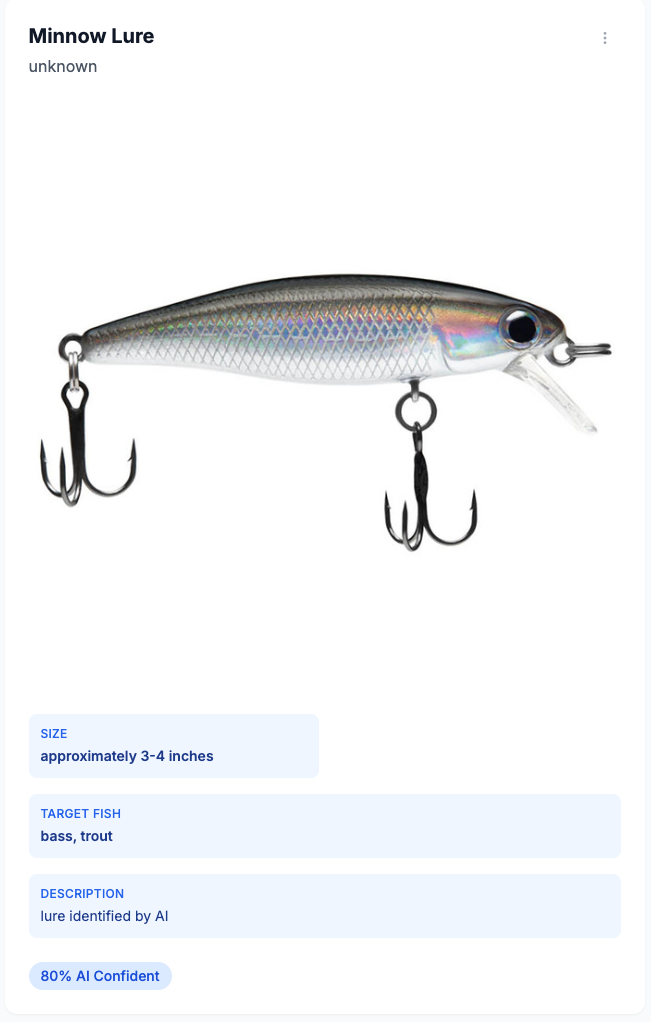 Minnow Lure
unknown
SIZE
approximately 3-4 inches
TARGET FISH
bass, trout
DESCRIPTION
lure identified by AI
80% AI Confident